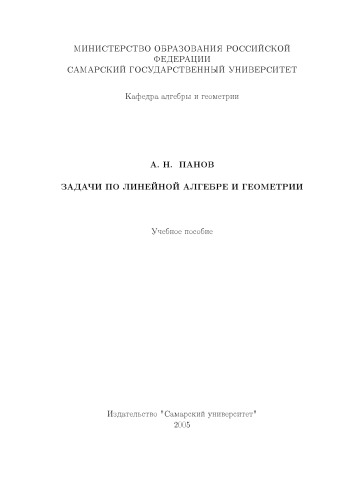 МИНИСТЕРСТВО ОБРАЗОВАНИЯ РОССИЙСКОЙ
ФЕДЕРАЦИИ
САМАРСКИЙ ГОСУДАРСТВЕННЫЙ УНИВЕРСИТЕТ
Кафедра алгебры и геометрии
А. Н. ПАНОВ
ЗАДАЧИ ПО ЛИНЕЙНОЙ АЛГЕБРЕ И ГЕОМЕТРИИ
Учебное пособие
Издательство "Самарский университет"
2005